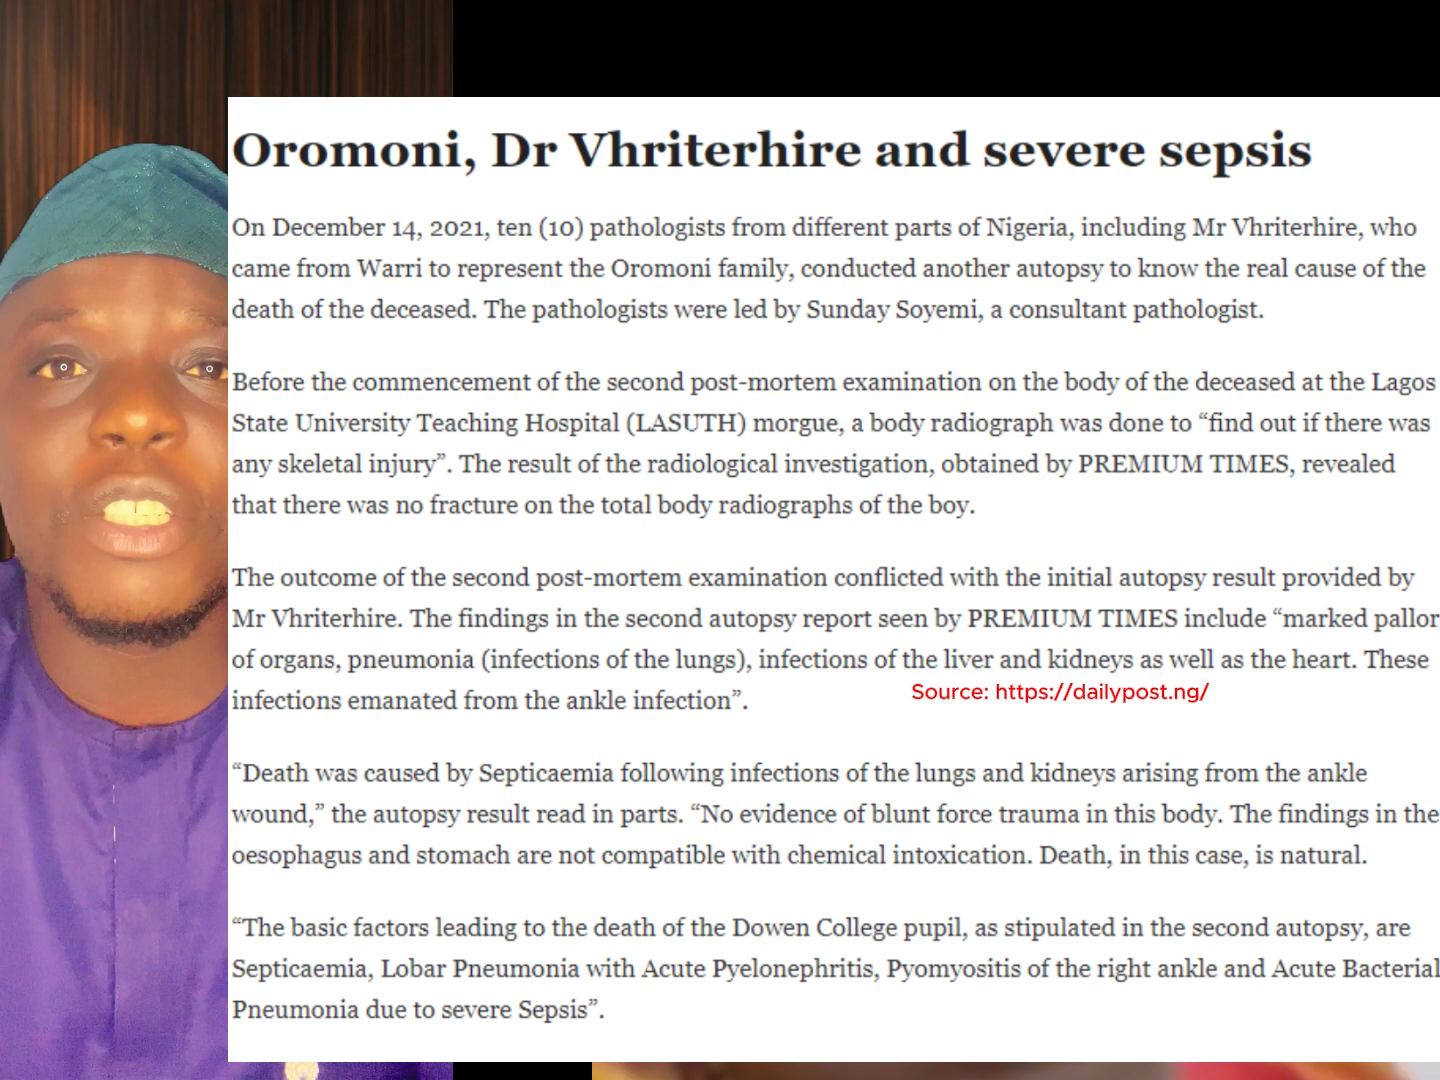 Oromoni, Dr Vhriterhire and severe sepsis
On December 14, 2021, ten (10) pathologists from different parts of Nigeria, including Mr Vhriterhire, who
came from Warri to represent the Oromoni family, conducted another autopsy to know the real cause of the
death of the deceased. The pathologists were led by Sunday Soyemi, a consultant pathologist.
Before the commencement of the second post-mortem examination on the body of the deceased at the Lagos
State University Teaching Hospital (LASUTH) morgue, a body radiograph was done to “find out if there was
any skeletal injury”. The result of the radiological investigation, obtained by PREMIUM TIMES, revealed
that there was no fracture on the total body radiographs of the boy.
The outcome of the second post-mortem examination conflicted with the initial autopsy result provided by
Mr Vhriterhire. The findings in the second autopsy report seen by PREMIUM TIMES include “marked pallor
of organs, pneumonia (infections of the lungs), infections of the liver and kidneys as well as the heart. These
infections emanated from the ankle infection”.
Source: https://dailypost.ng/
“Death was caused by Septicaemia following infections of the lungs and kidneys arising from the ankle
wound,” the autopsy result read in parts. “No evidence of blunt force trauma in this body. The findings in the
oesophagus and stomach are not compatible with chemical intoxication. Death, in this case, is natural.
“The basic factors leading to the death of the Dowen College pupil, as stipulated in the second autopsy, are
Septicaemia, Lobar Pneumonia with Acute Pyelonephritis, Pyomyositis of the right ankle and Acute Bacterial
Pneumonia due to severe Sepsis”.